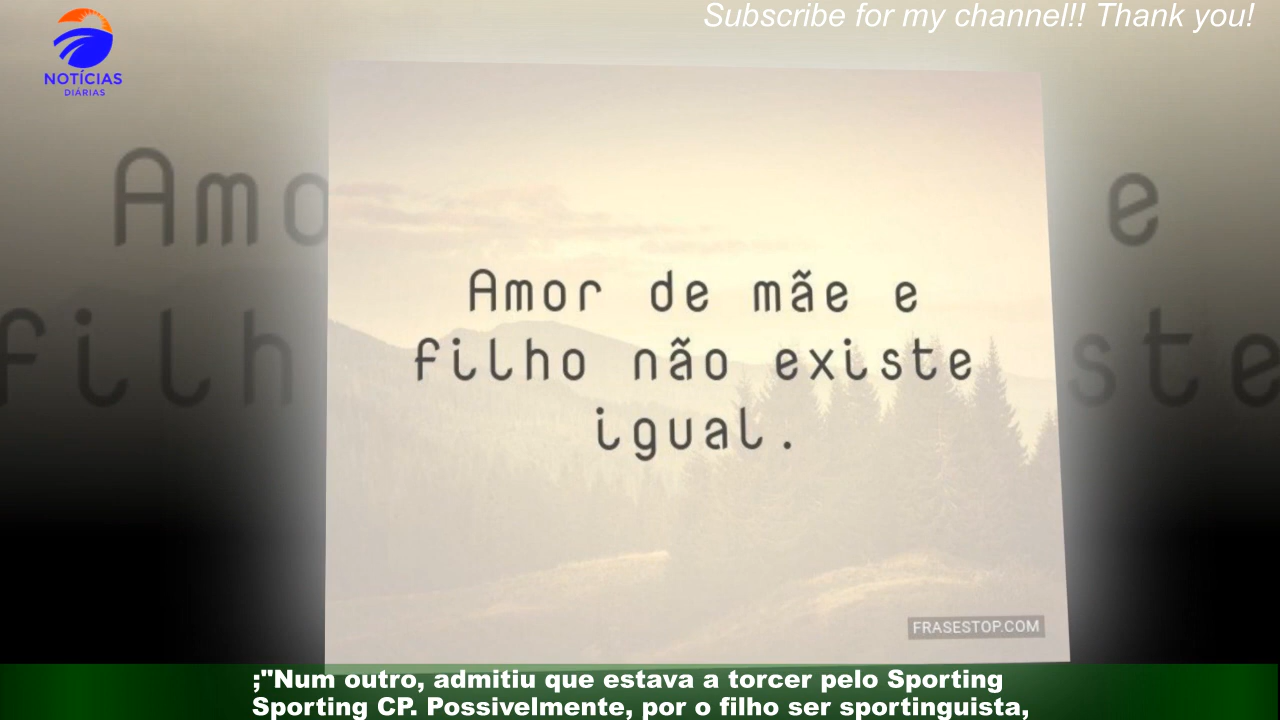 Subscribe for my channel!! Thank you!
NOTÍCIAS
DIÁRIAS
Amor de mãe e
filho não existe
igual.
FRASESTOP.COM
;"Num outro, admitiu que estava a torcer pelo Sporting
Sporting CP. Possivelmente, por o filho ser sportinguista,